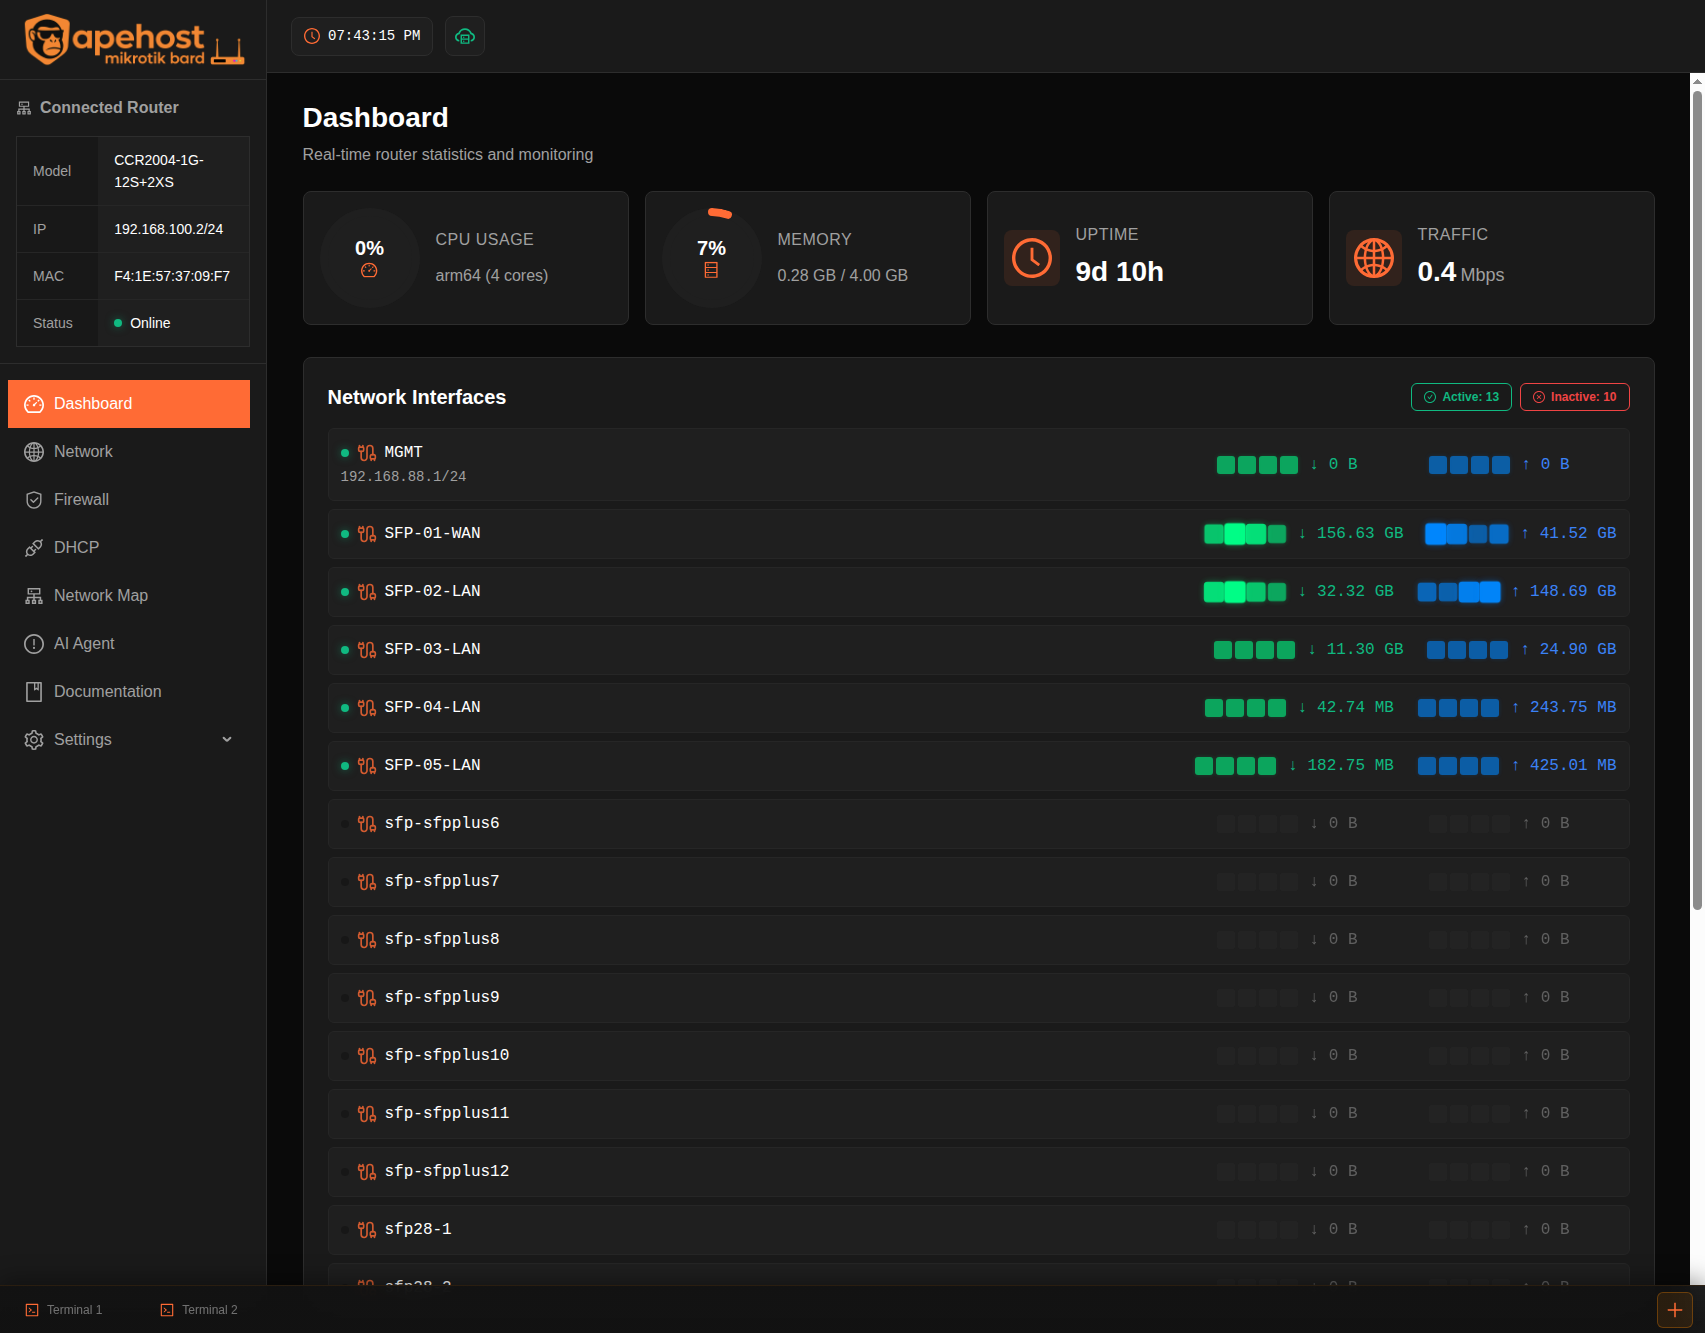 apehost
mikrotik bard
07:43:15 PM
Connected Router
Model
CCR2004-1G-
12S+2XS
IP
192.168.100.2/24
MAC
F4:1E:57:37:09:F7
Status
Online
Dashboard
Network
Firewall
DHCP
Network Map
AI Agent
Documentation
Settings
Dashboard
Real-time router statistics and monitoring
0%
CPU USAGE
arm64 (4 cores)
7%
MEMORY
0.28 GB / 4.00 GB
UPTIME
9d 10h
TRAFFIC
0.4 Mbps
Network Interfaces
Active: 13
Inactive: 10
MGMT
192.168.88.1/24
↓ 0 B
↑ 0 B
SFP-01-WAN ↓ 156.63 GB ↑ 41.52 GB
SFP-02-LAN ↓ 32.32 GB ↑ 148.69 GB
SFP-03-LAN ↓ 11.30 GB ↑ 24.90 GB
SFP-04-LAN ↓ 42.74 MB ↑ 243.75 MB
SFP-05-LAN ↓ 182.75 MB ↑ 425.01 MB
sfp-sfpplus6 ↓ 0 B ↑ 0 B
sfp-sfpplus7 ↓ 0 B ↑ 0 B
sfp-sfpplus8 ↓ 0 B ↑ 0 B
sfp-sfpplus9 ↓ 0 B ↑ 0 B
sfp-sfpplus10 ↓ 0 B ↑ 0 B
sfp-sfpplus11 ↓ 0 B ↑ 0 B
sfp-sfpplus12 ↓ 0 B ↑ 0 B
sfp28-1 ↓ 0 B ↑ 0 B
sfp28-2 ↓ 0 B ↑ 0 B
Terminal 1
Terminal 2